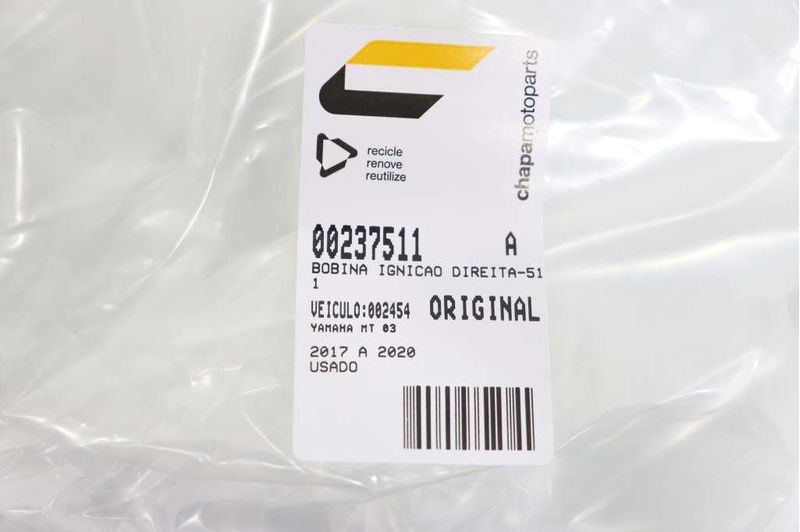 chapamotoparts
recicle
renove
reutilize
00237511 A
BOBINA IGNICAO DIREITA-51
1
VEICULO:002454 ORIGINAL
YAMAHA MT 03
2017 A 2020
USADO